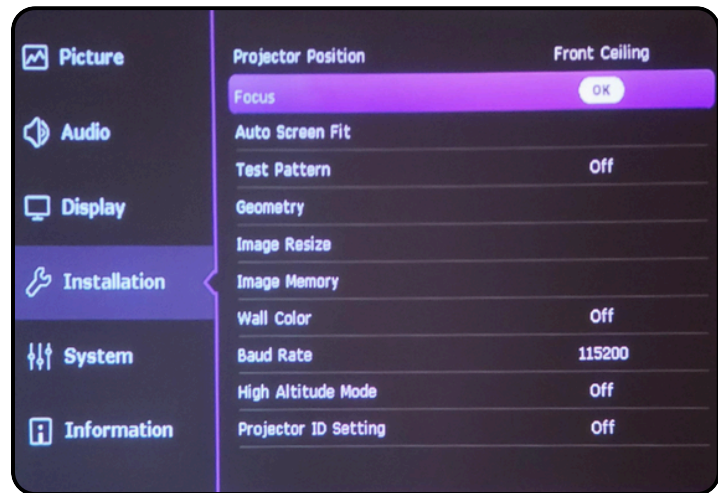 Picture
Audio
Display
Installation
System
Information
Projector Position Front Ceiling
Focus OK
Auto Screen Fit
Test Pattern Off
Geometry
Image Resize
Image Memory
Wall Color Off
Baud Rate 115200
High Altitude Mode Off
Projector ID Setting Off